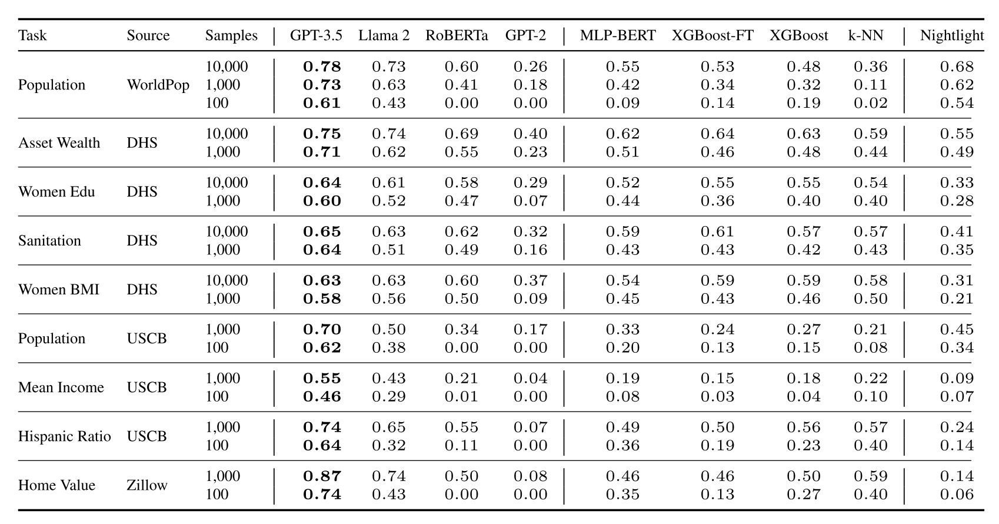 Task Source Samples GPT-3.5 Llama 2 RoBERTa GPT-2 MLP-BERT XGBoost-FT XGBoost k-NN Nightlight
10,000 0.78 0.73 0.60 0.26 0.55 0.53 0.48 0.36 0.68
Population WorldPop 1,000 0.73 0.63 0.41 0.18 0.42 0.34 0.32 0.11 0.62
100 0.61 0.43 0.00 0.00 0.09 0.14 0.19 0.02 0.54
Asset Wealth DHS 10,000 0.75 0.74 0.69 0.40 0.62 0.64 0.63 0.59 0.55
1,000 0.71 0.62 0.55 0.23 0.51 0.46 0.48 0.44 0.49
Women Edu DHS 10,000 0.64 0.61 0.58 0.29 0.52 0.55 0.55 0.54 0.33
1,000 0.60 0.52 0.47 0.07 0.44 0.36 0.40 0.40 0.28
Sanitation DHS 10,000 0.65 0.63 0.62 0.32 0.59 0.61 0.57 0.57 0.41
1,000 0.64 0.51 0.49 0.16 0.43 0.43 0.42 0.43 0.35
Women BMI DHS 10,000 0.63 0.63 0.60 0.37 0.54 0.59 0.59 0.58 0.31
1,000 0.58 0.56 0.50 0.09 0.45 0.43 0.46 0.50 0.21
Population USCB 1,000 0.70 0.50 0.34 0.17 0.33 0.24 0.27 0.21 0.45
100 0.62 0.38 0.00 0.00 0.20 0.13 0.15 0.08 0.34
Mean Income USCB 1,000 0.55 0.43 0.21 0.04 0.19 0.15 0.18 0.22 0.09
100 0.46 0.29 0.01 0.00 0.08 0.03 0.04 0.10 0.07
Hispanic Ratio USCB 1,000 0.74 0.65 0.55 0.07 0.49 0.50 0.56 0.57 0.24
100 0.64 0.32 0.11 0.00 0.36 0.19 0.23 0.40 0.14
Home Value Zillow 1,000 0.87 0.74 0.50 0.08 0.46 0.46 0.50 0.59 0.14
100 0.74 0.43 0.00 0.00 0.35 0.13 0.27 0.40 0.06